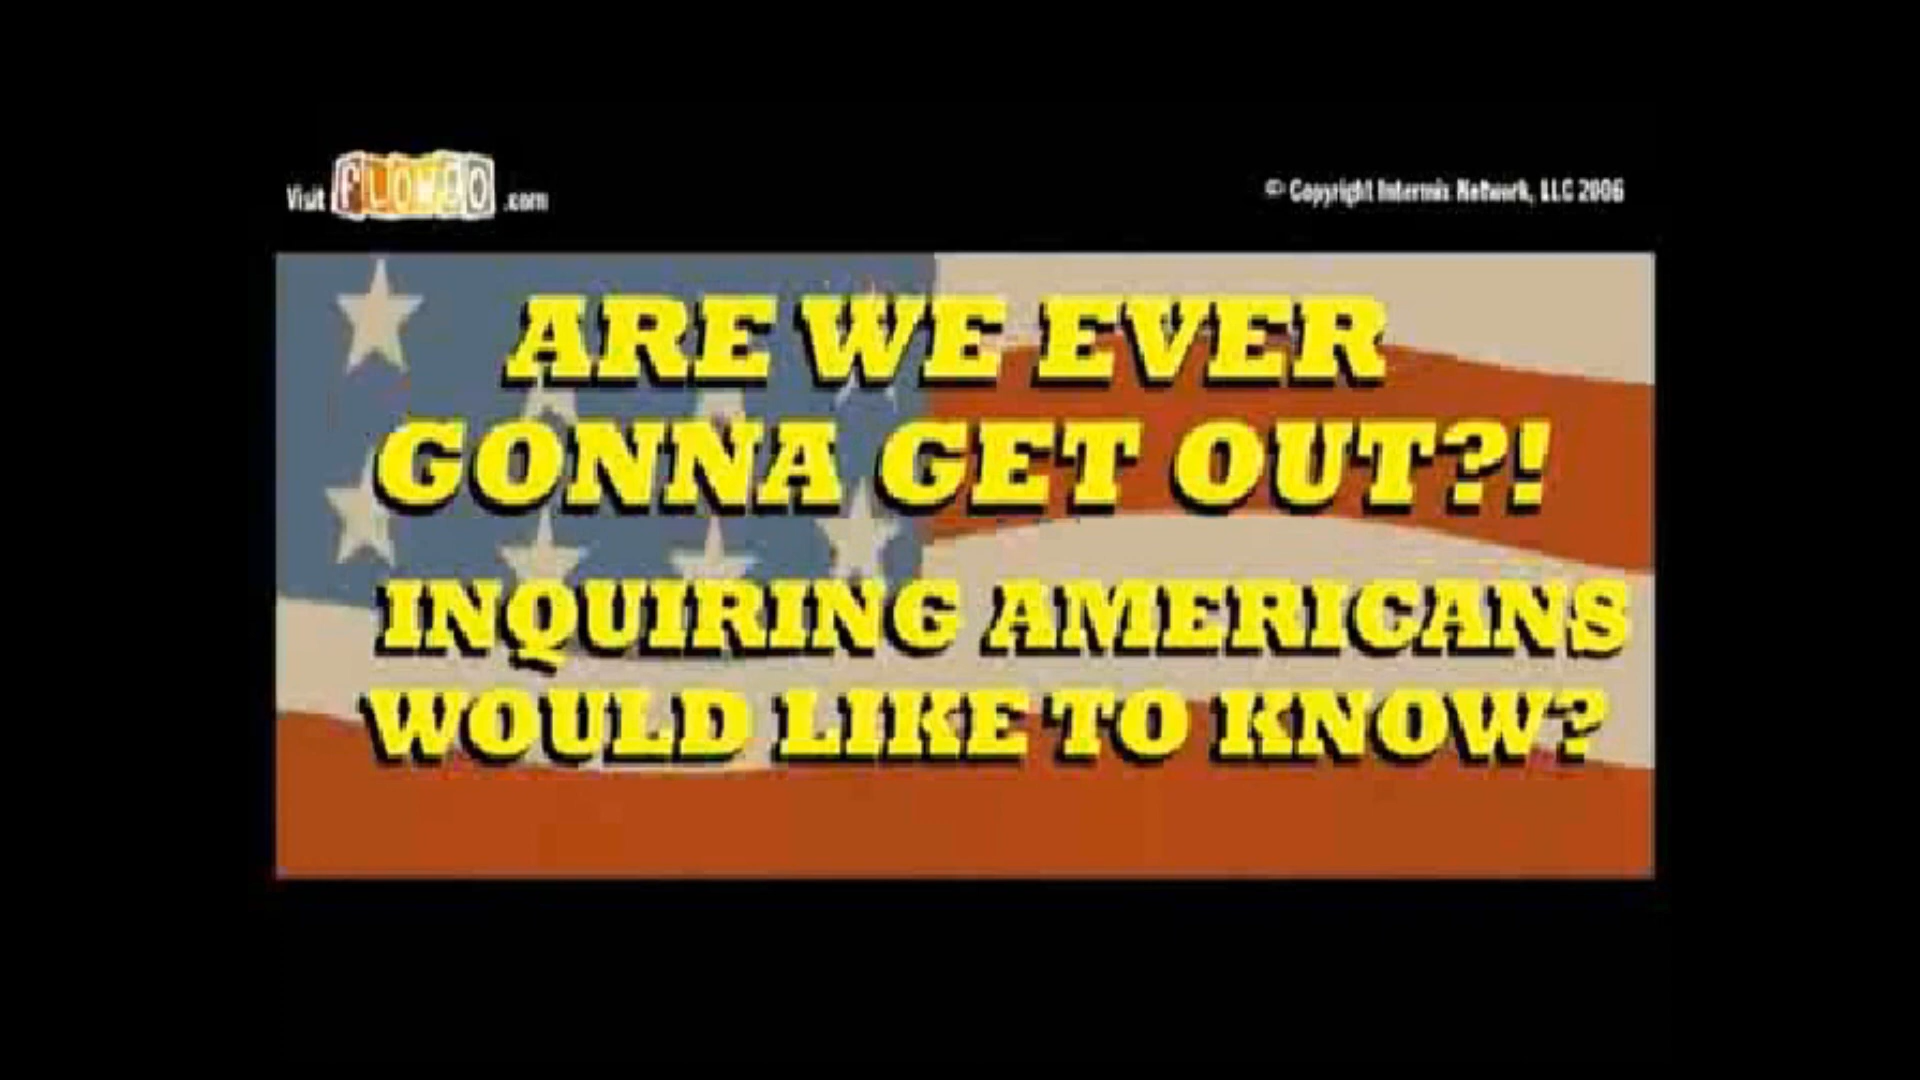 Visit FLOWGO .com
© Copyright Intermix Network, LLC 2006
ARE WE EVER
GONNA GET OUT?!
INQUIRING AMERICANS
WOULD LIKE TO KNOW?